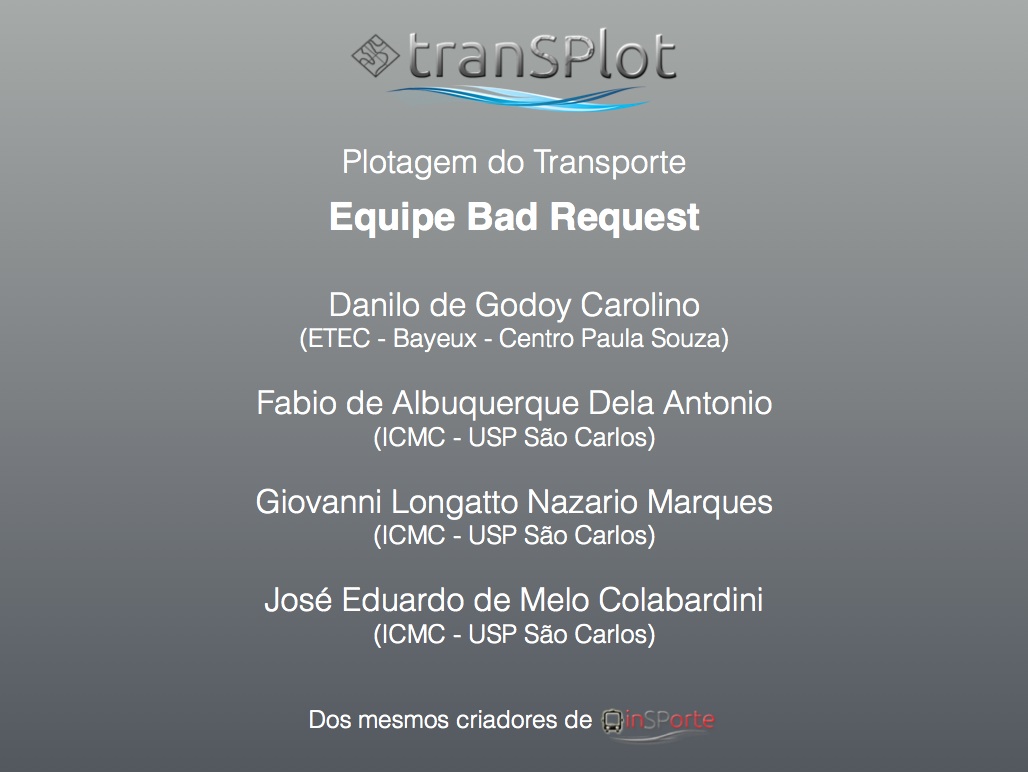 tranSPlot
Plotagem do Transporte
Equipe Bad Request
Danilo de Godoy Carolino
(ETEC - Bayeux - Centro Paula Souza)
Fabio de Albuquerque Dela Antonio
(ICMC - USP São Carlos)
Giovanni Longatto Nazario Marques
(ICMC - USP São Carlos)
José Eduardo de Melo Colabardini
(ICMC - USP São Carlos)
Dos mesmos criadores de inSPorte